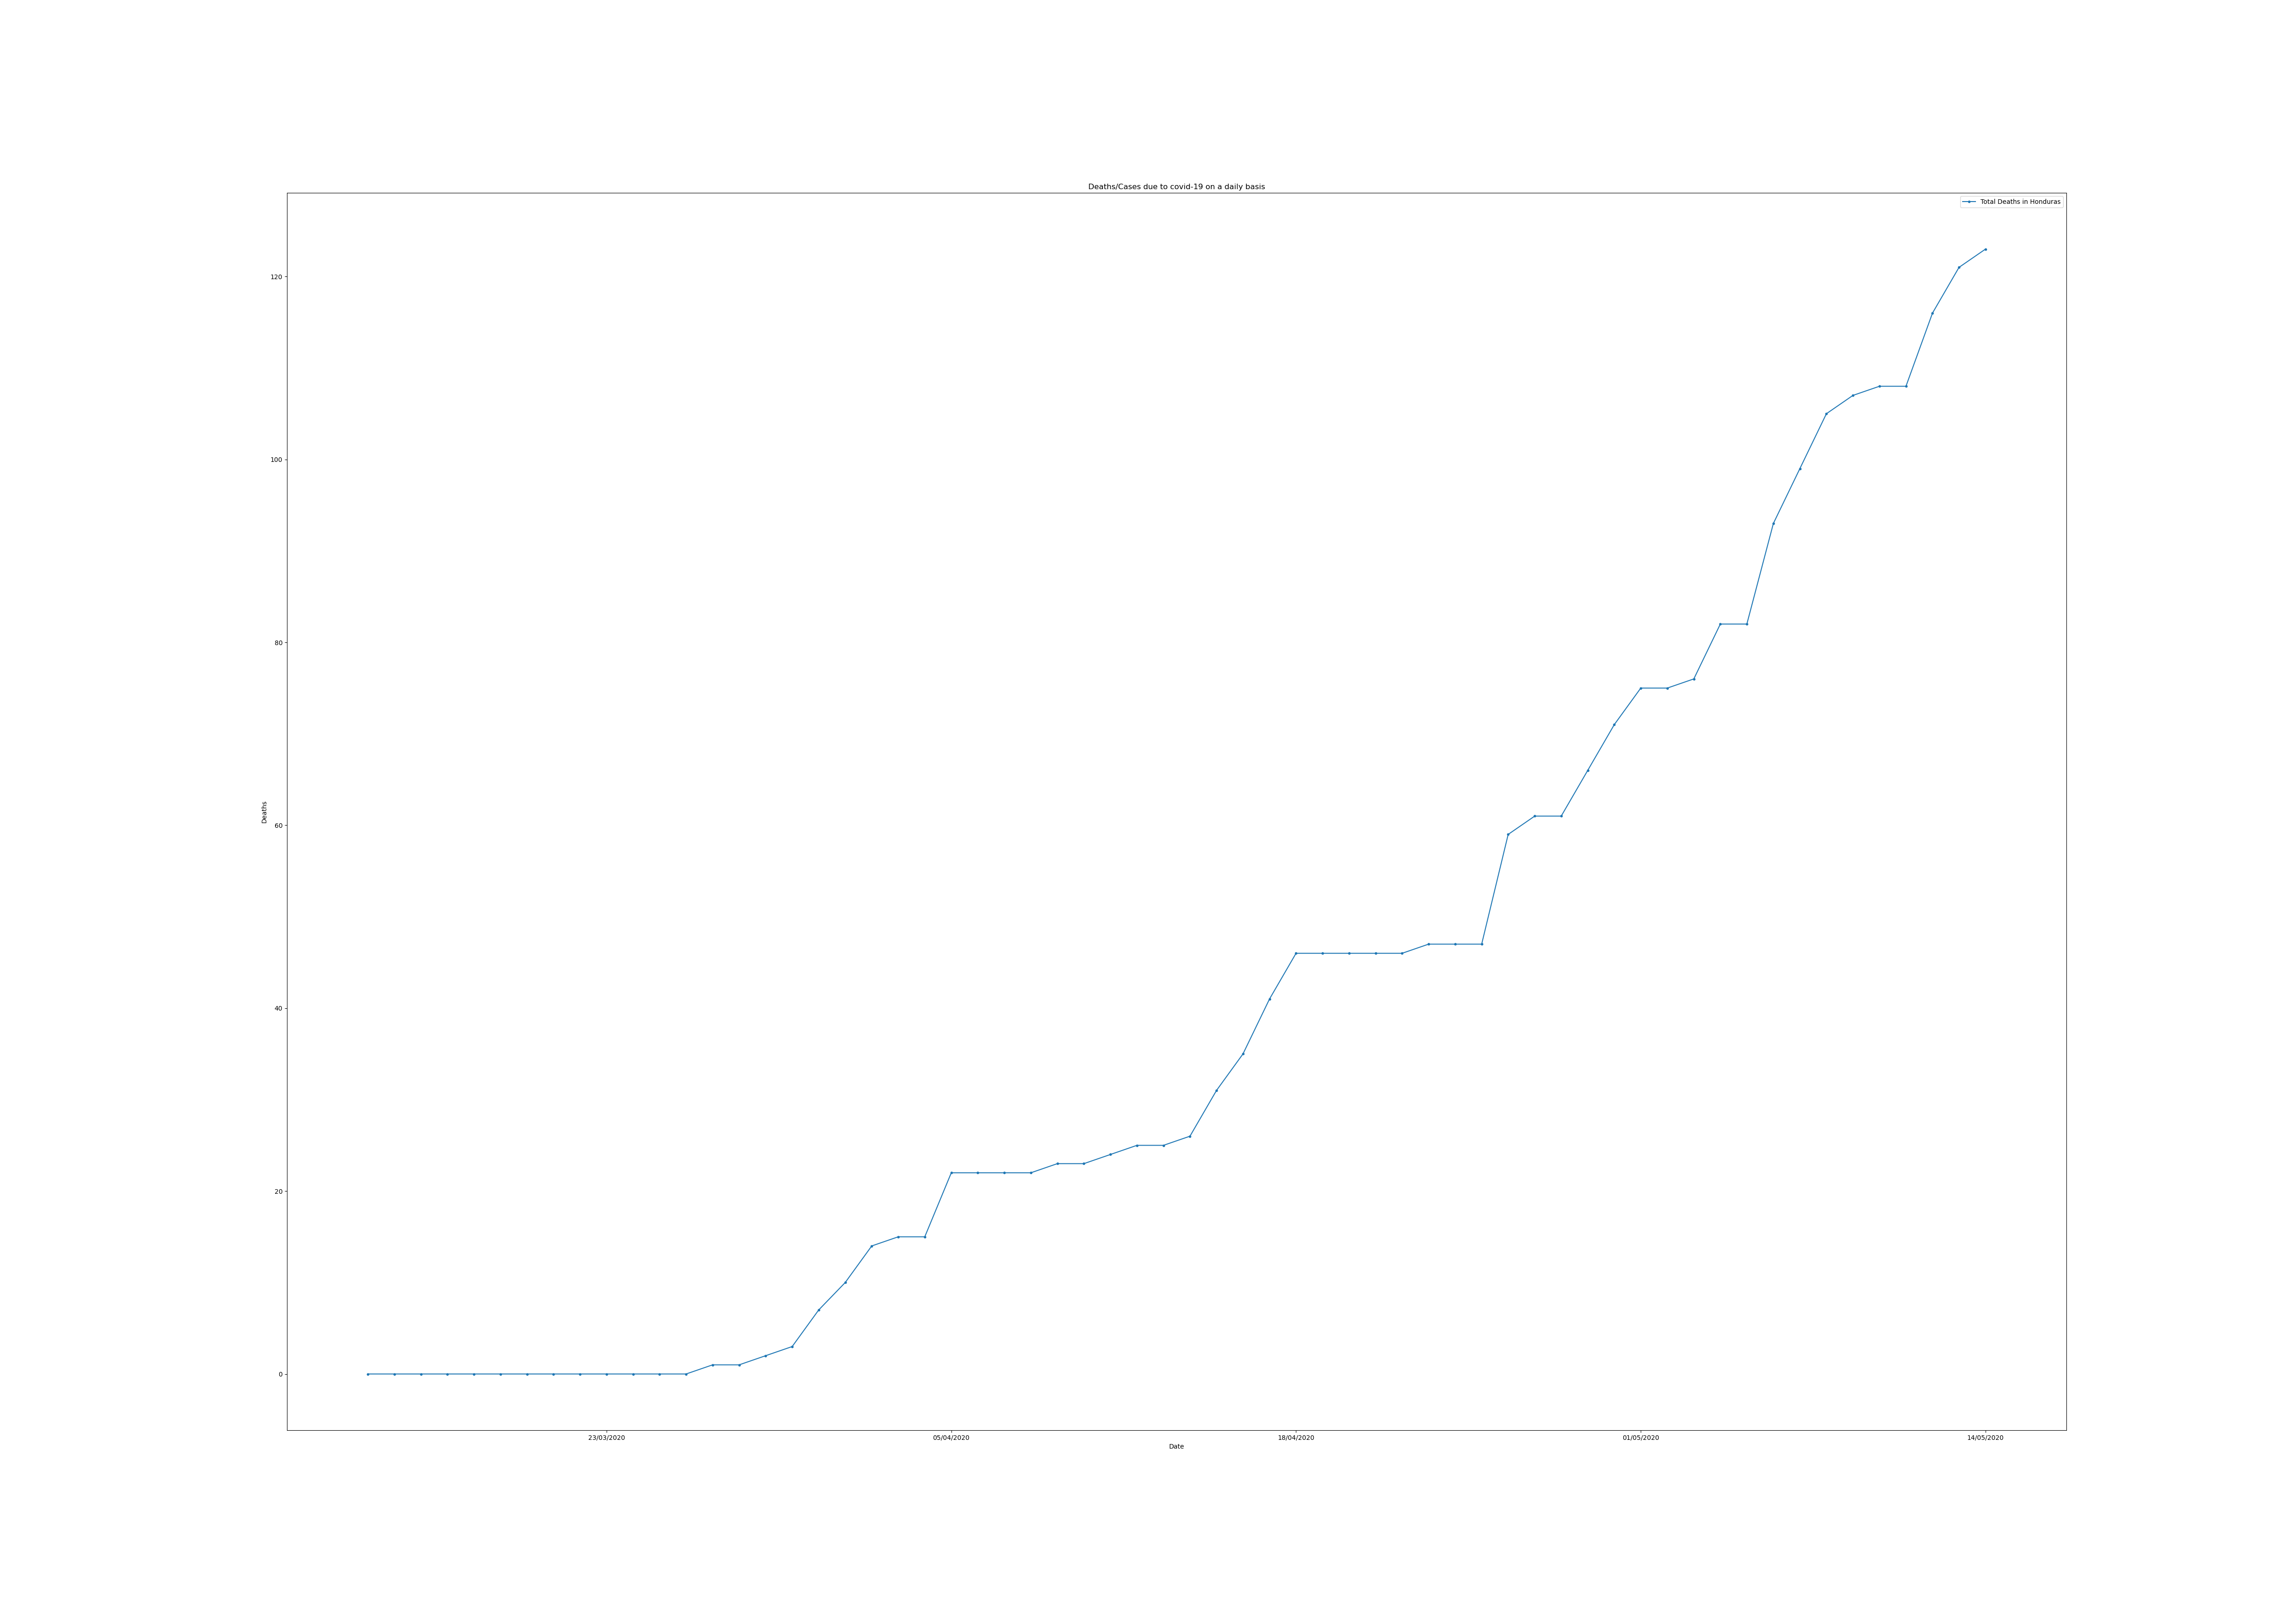 Deaths/Cases due to covid-19 on a daily basis
Total Deaths in Honduras
120
100
80
60
40
20
0
Deaths
23/03/2020 05/04/2020 18/04/2020 01/05/2020 14/05/2020
Date